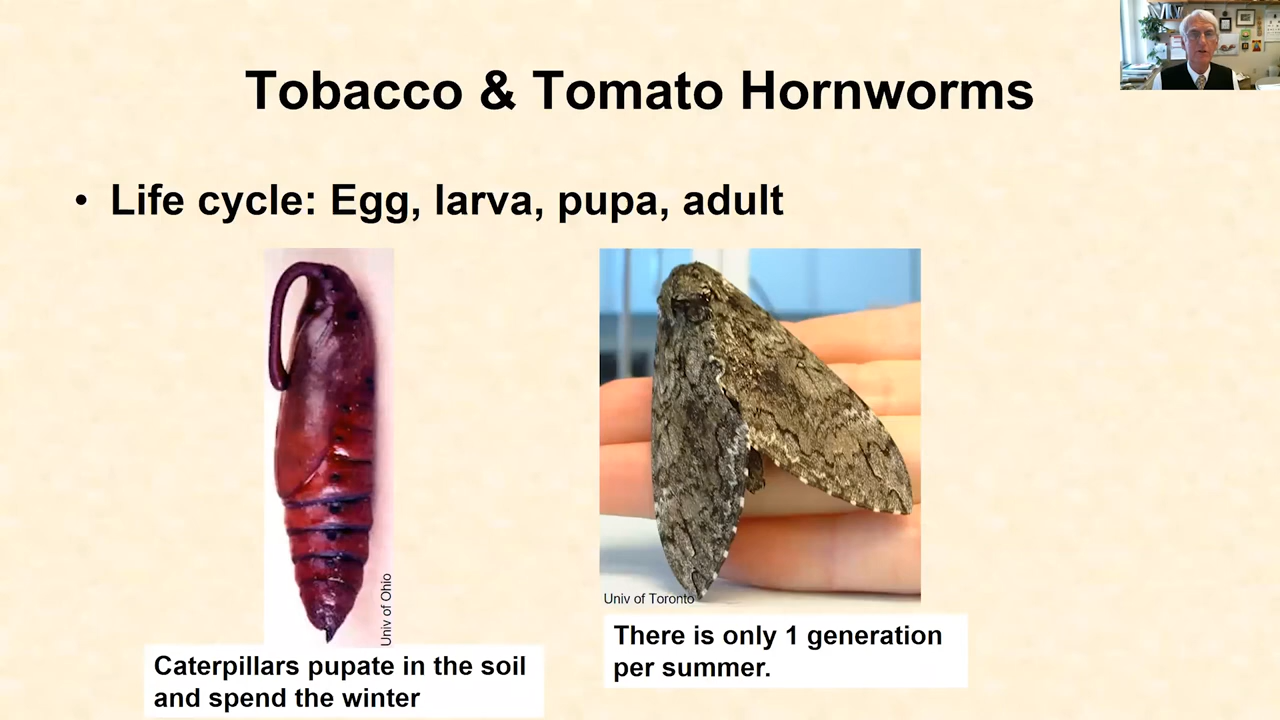 Tobacco & Tomato Hornworms
• Life cycle: Egg, larva, pupa, adult
Univ of Ohio
Caterpillars pupate in the soil
and spend the winter
Univ of Toronto
There is only 1 generation
per summer.